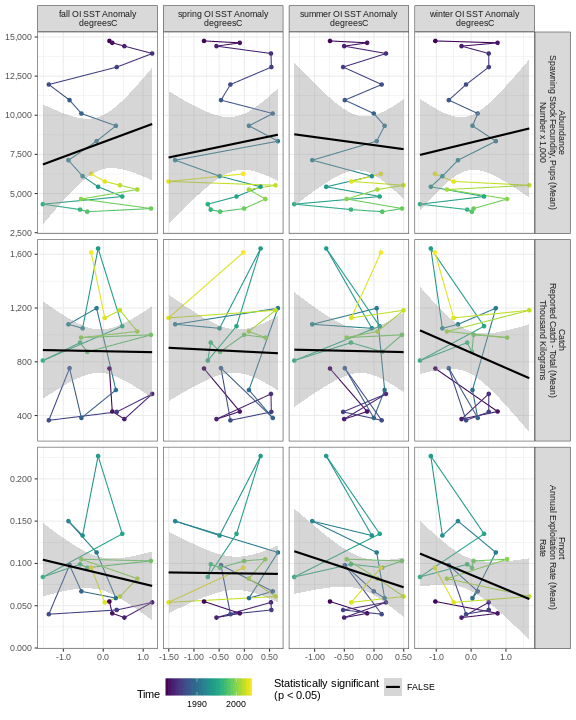 fall OI SST Anomaly
degreesC
spring OI SST Anomaly
degreesC
summer OI SST Anomaly
degreesC
winter OI SST Anomaly
degreesC
15,000
12,500
10,000
7,500
5,000
2,500
Abundance
Spawning Stock Fecundity, Pups (Mean)
Number x 1,000
1,600
1,200
800
400
Catch
Reported Catch - Total (Mean)
Thousand Kilograms
0.200
0.150
0.100
0.050
0.000
Fmort
Annual Exploitation Rate (Mean)
Rate
-1.0 0.0 1.0
-1.50 -0.75 0.00 0.50
-1.00 -0.50 0.00 0.50
-1.0 0.0 1.0
Time
1990 2000
Statistically significant
(p < 0.05)
FALSE